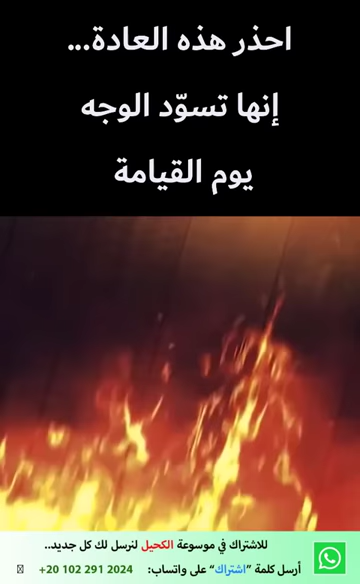 احذر هذه العادة...
إنها تسوّد الوجه
يوم القيامة
للاشتراك في موسوعة الكحيل لنرسل لك كل جديد..
أرسل كلمة "اشتراك" على واتساب: +20 102 291 2024